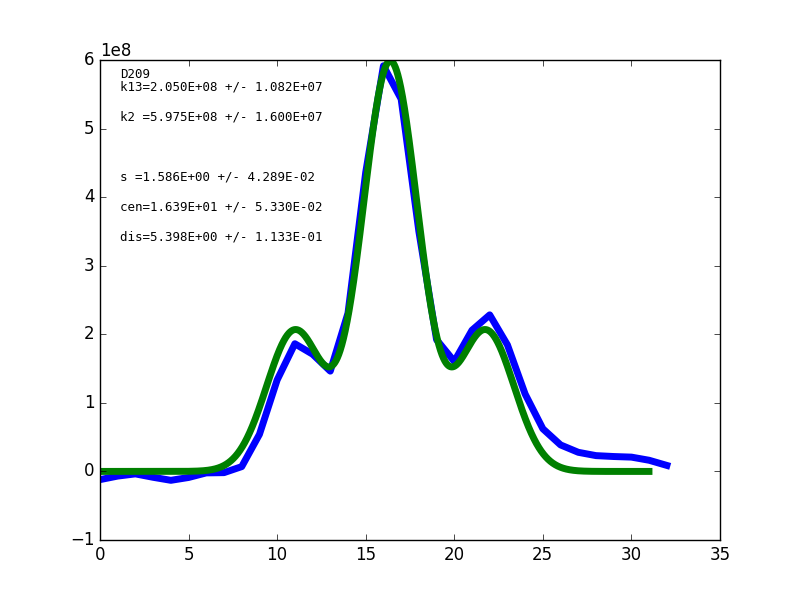 1e8
6
5
4
3
2
1
0
−1
D209
k13=2.050E+08 +/- 1.082E+07
k2 =5.975E+08 +/- 1.600E+07
s =1.586E+00 +/- 4.289E-02
cen=1.639E+01 +/- 5.330E-02
dis=5.398E+00 +/- 1.133E-01
0 5 10 15 20 25 30 35